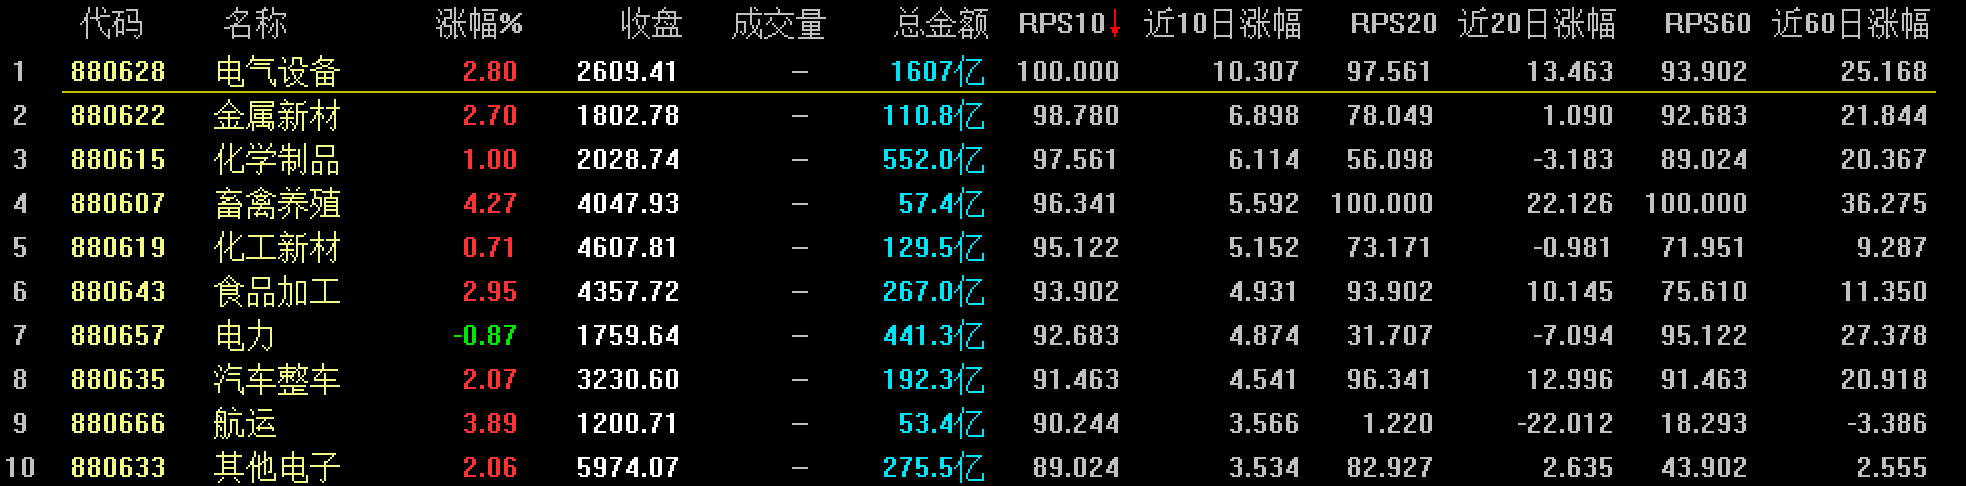 代码 名称 涨幅% 收盘 成交量 总金额 RPS10↓ 近10日涨幅 RPS20 近20日涨幅 RPS60 近60日涨幅
1 880628 电气设备 2.80 2609.41 — 1607亿 100.000 10.307 97.561 13.463 93.902 25.168
2 880622 金属新材 2.70 1802.78 — 110.8亿 98.780 6.898 78.049 1.090 92.683 21.844
3 880615 化学制品 1.00 2028.74 — 552.0亿 97.561 6.114 56.098 -3.183 89.024 20.367
4 880607 畜禽养殖 4.27 4047.93 — 57.4亿 96.341 5.592 100.000 22.126 100.000 36.275
5 880619 化工新材 0.71 4607.81 — 129.5亿 95.122 5.152 73.171 -0.981 71.951 9.287
6 880643 食品加工 2.95 4357.72 — 267.0亿 93.902 4.931 93.902 10.145 75.610 11.350
7 880657 电力 -0.87 1759.64 — 441.3亿 92.683 4.874 31.707 -7.094 95.122 27.378
8 880635 汽车整车 2.07 3230.60 — 192.3亿 91.463 4.541 96.341 12.996 91.463 20.918
9 880666 航运 3.89 1200.71 — 53.4亿 90.244 3.566 1.220 -22.012 18.293 -3.386
10 880633 其他电子 2.06 5974.07 — 275.5亿 89.024 3.534 82.927 2.635 43.902 2.555